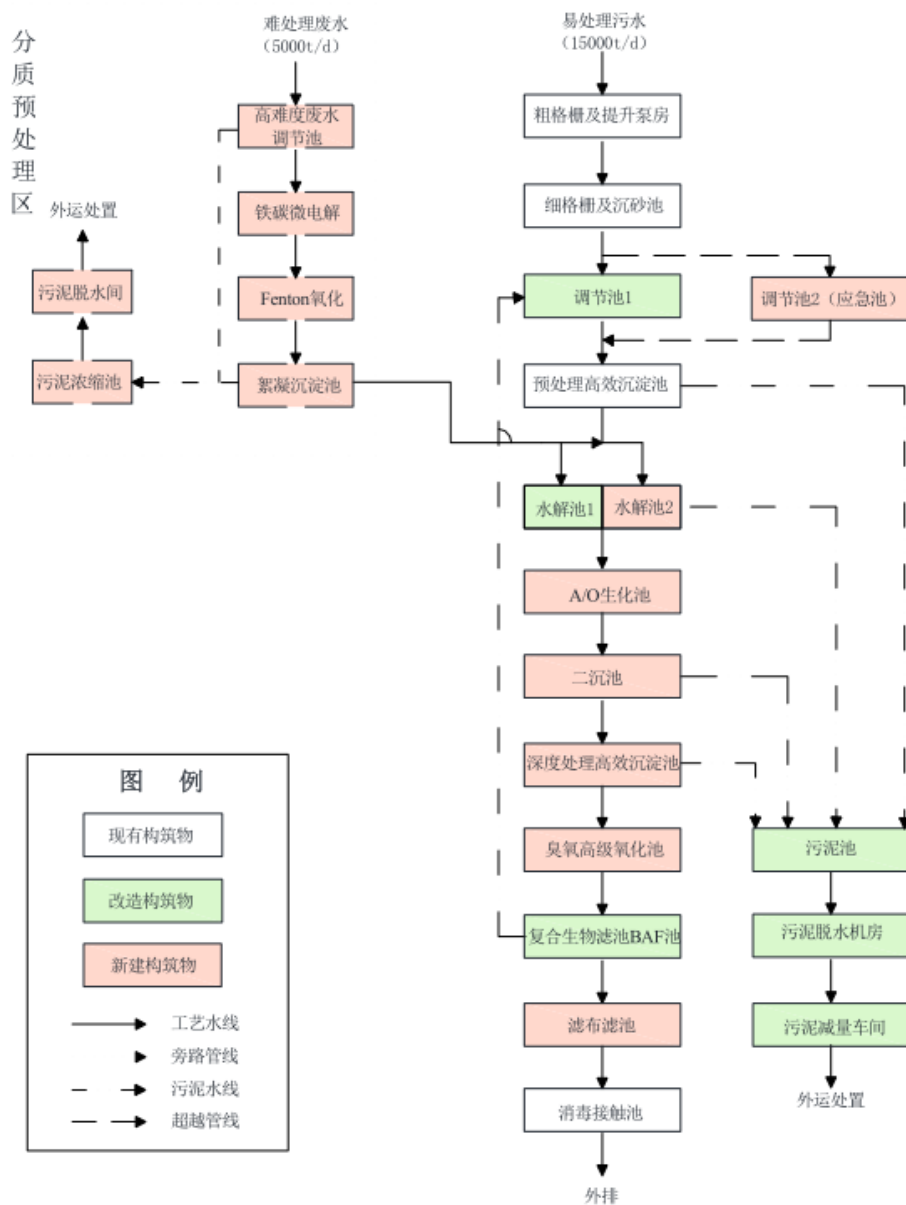 分质预处理区
难处理废水
（5000t/d）
易处理污水
（15000t/d）
高难度废水
调节池
粗格栅及提升泵房
铁碳微电解
细格栅及沉砂池
外运处置
污泥脱水间
Fenton氧化
调节池1
调节池2（应急池）
污泥浓缩池
絮凝沉淀池
预处理高效沉淀池
水解池1
水解池2
A/O生化池
二沉池
深度处理高效沉淀池
臭氧高级氧化池
污泥池
复合生物滤池BAF池
污泥脱水机房
滤布滤池
污泥减量车间
消毒接触池
外运处置
外排
图 例
现有构筑物
改造构筑物
新建构筑物
工艺水线
旁路管线
污泥水线
超越管线